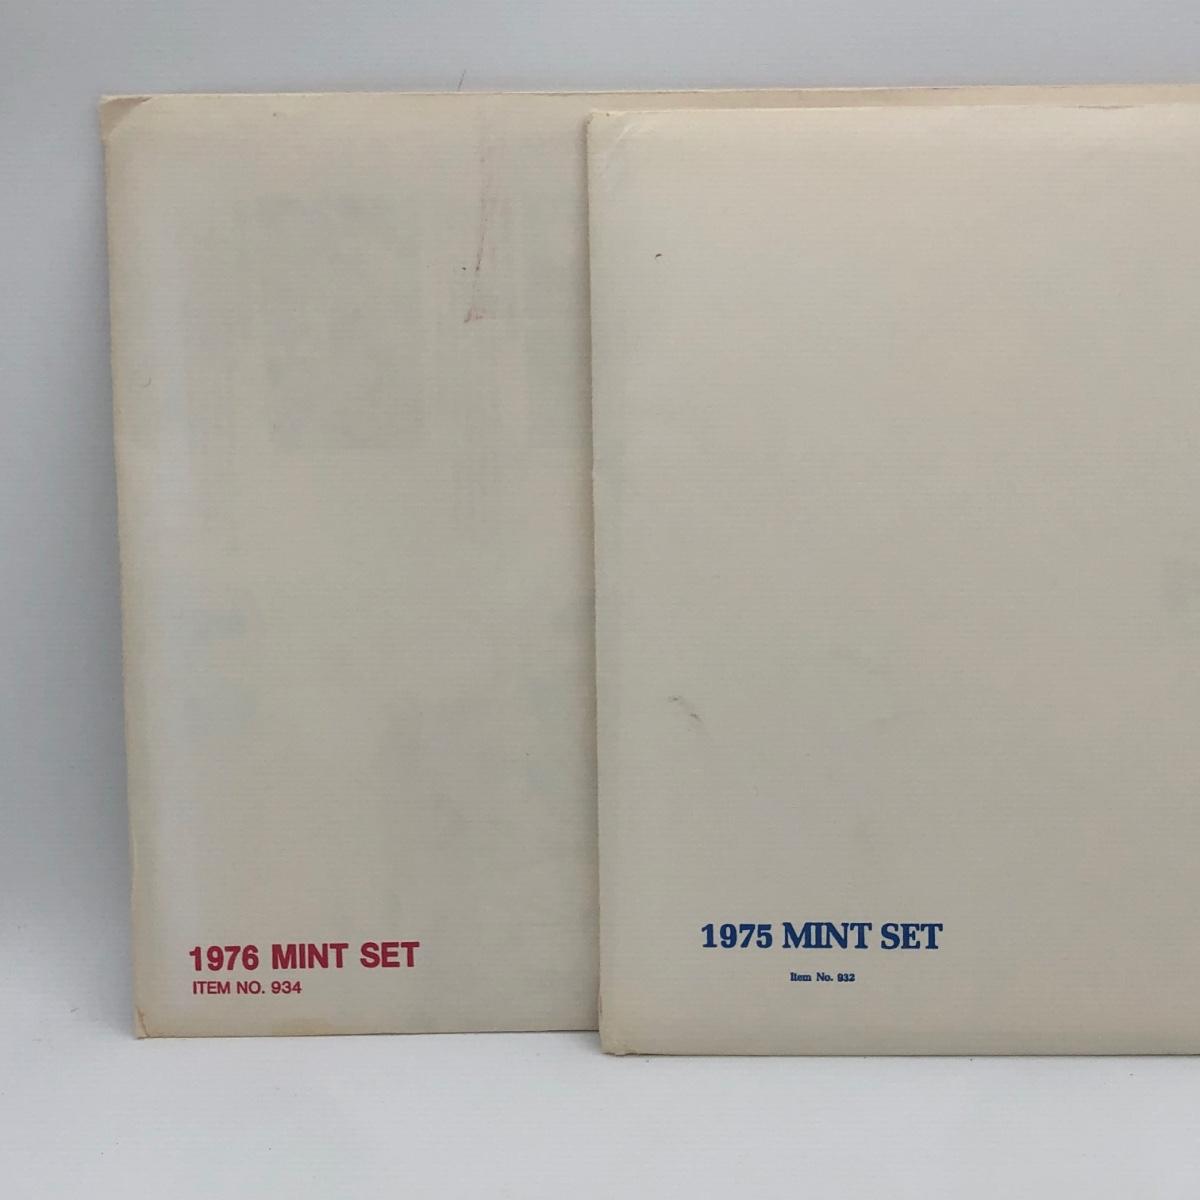 1976 MINT SET
ITEM NO. 934
1975 MINT SET
Item No. 932